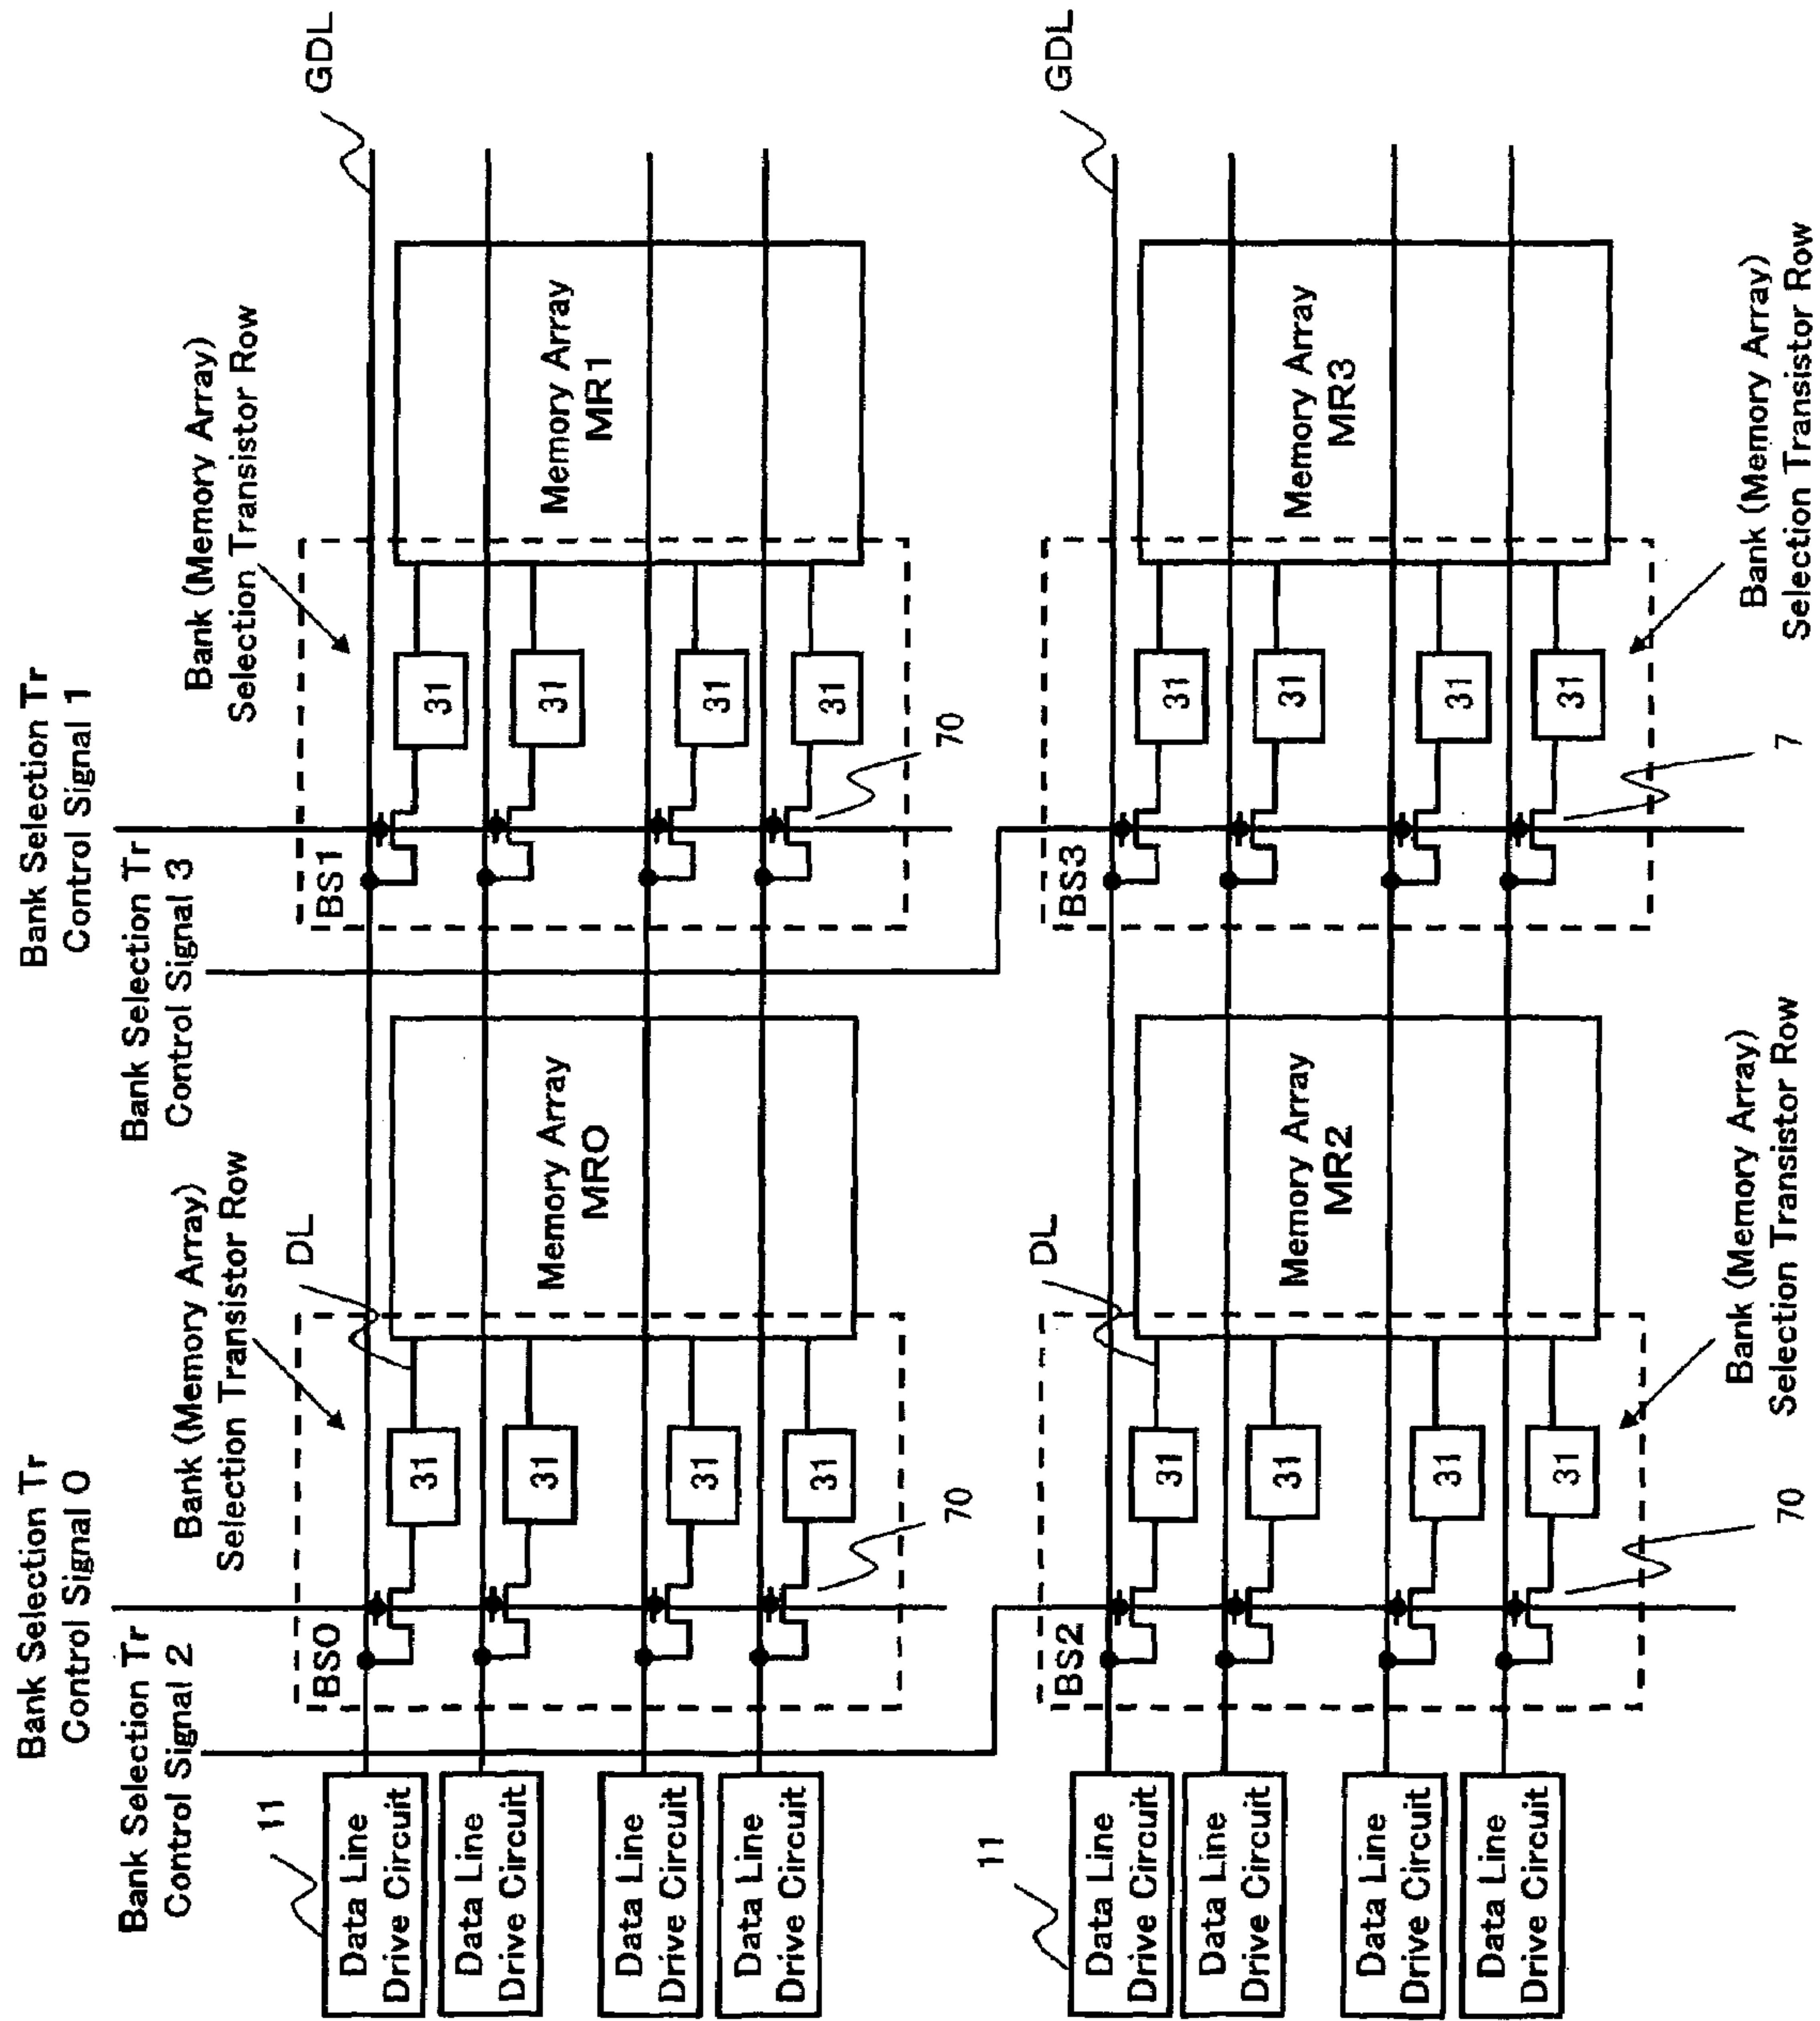 Bank Selection Tr
Control Signal 0
Bank Selection Tr
Control Signal 1
Bank Selection Tr
Control Signal 2
Bank Selection Tr
Control Signal 3
Bank (Memory Array)
Selection Transistor Row
Bank (Memory Array)
Selection Transistor Row
GDL
11
DL
BS0
BS1
Data Line
Drive Circuit
31
31
Data Line
Drive Circuit
31
31
Memory Array
MR0
Memory Array
MR1
Data Line
Drive Circuit
31
31
Data Line
Drive Circuit
31
31
70
70
GDL
11
DL
BS2
BS3
Data Line
Drive Circuit
31
31
Data Line
Drive Circuit
31
31
Memory Array
MR2
Memory Array
MR3
Data Line
Drive Circuit
31
31
Data Line
Drive Circuit
31
31
70
Bank (Memory Array)
Selection Transistor Row
7
Bank (Memory Array)
Selection Transistor Row